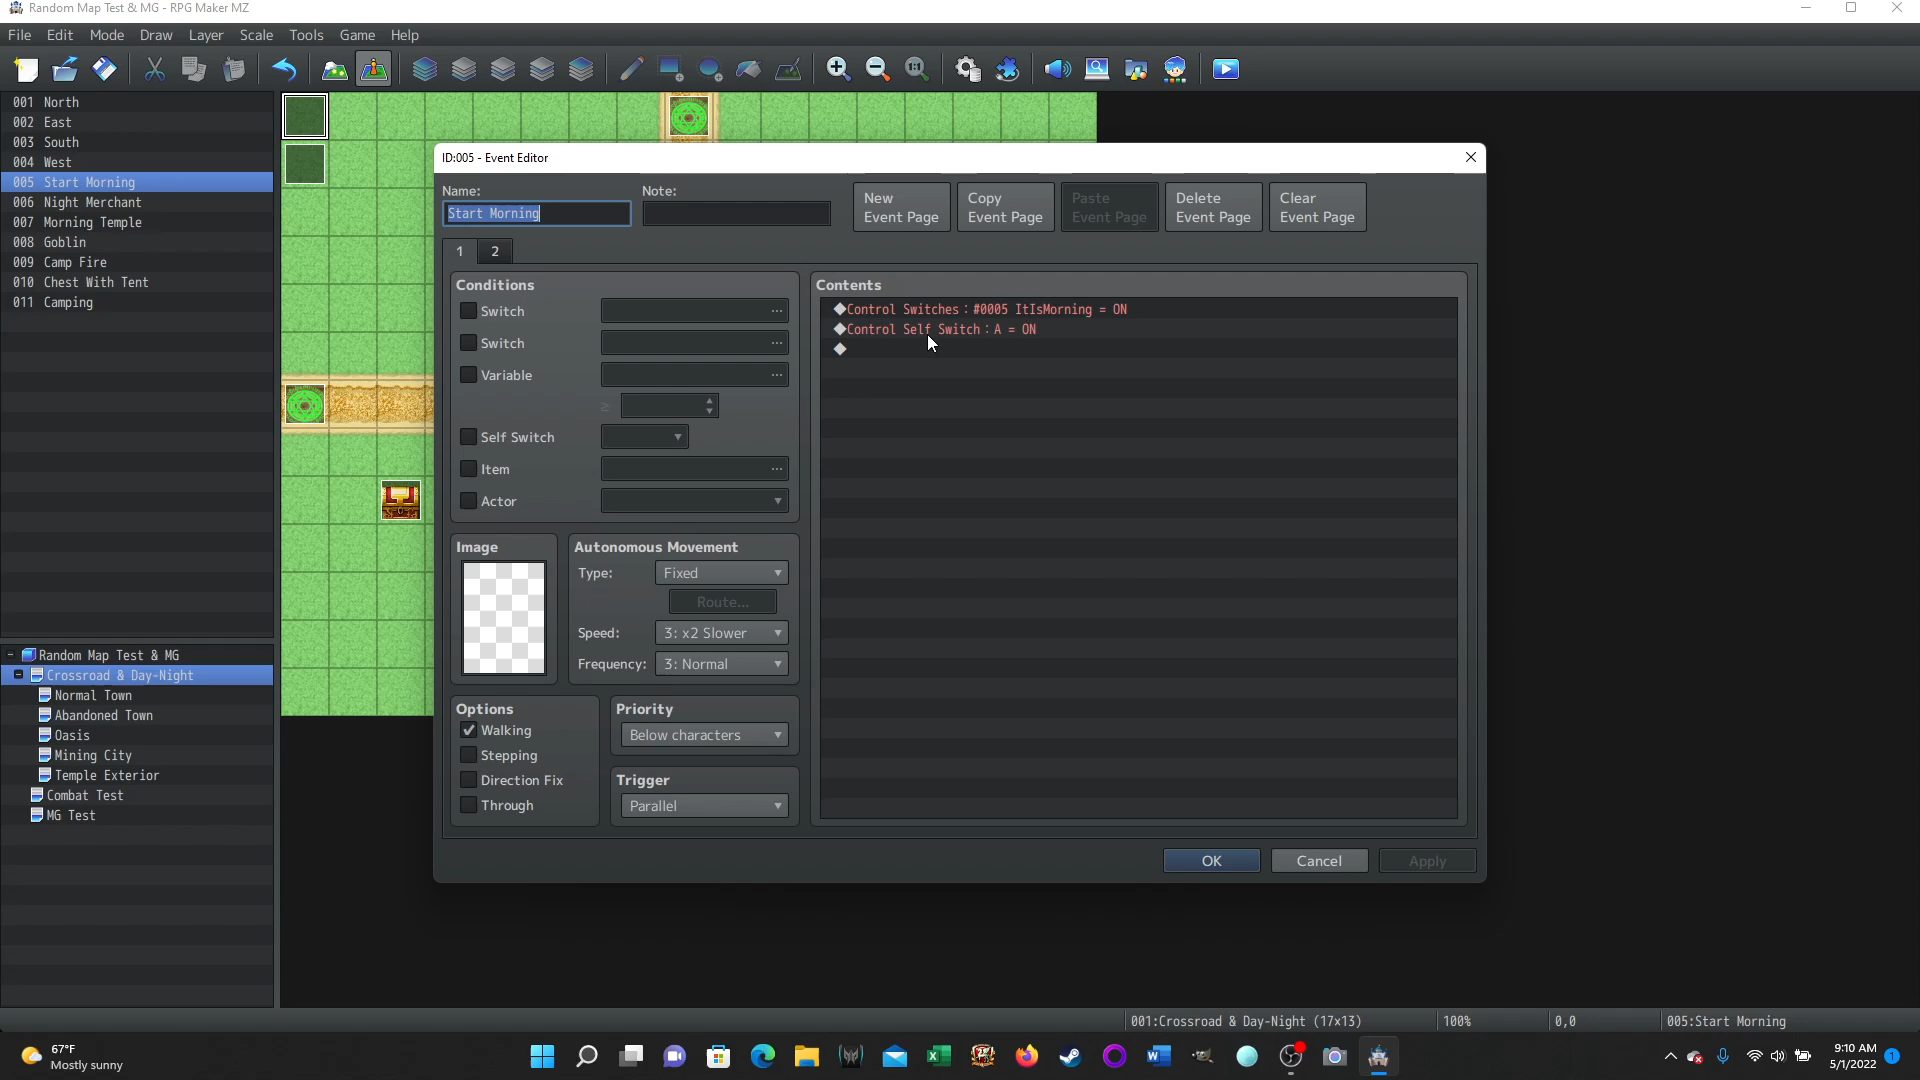 Random Map Test & MG - RPG Maker MZ
File Edit Mode Draw Layer Scale Tools Game Help
001 North
002 East
003 South
004 West
005 Start Morning
006 Night Merchant
007 Morning Temple
008 Goblin
009 Camp Fire
010 Chest With Tent
011 Camping
Random Map Test & MG
Crossroad & Day-Night
Normal Town
Abandoned Town
Oasis
Mining City
Temple Exterior
Combat Test
MG Test
ID:005 - Event Editor
Name:
Start Morning
Note:
New Event Page
Copy Event Page
Paste Event Page
Delete Event Page
Clear Event Page
1 2
Conditions
Switch ...
Switch ...
Variable ...
≥
Self Switch
Item ...
Actor
Image
Autonomous Movement
Type: Fixed
Route...
Speed: 3: x2 Slower
Frequency: 3: Normal
Options
Walking
Stepping
Direction Fix
Through
Priority
Below characters
Trigger
Parallel
Contents
◆Control Switches：#0005 ItIsMorning = ON
◆Control Self Switch：A = ON
◆
OK Cancel Apply
001:Crossroad & Day-Night (17x13) 100% 0,0 005:Start Morning
67°F
Mostly sunny
9:10 AM
5/1/2022
1